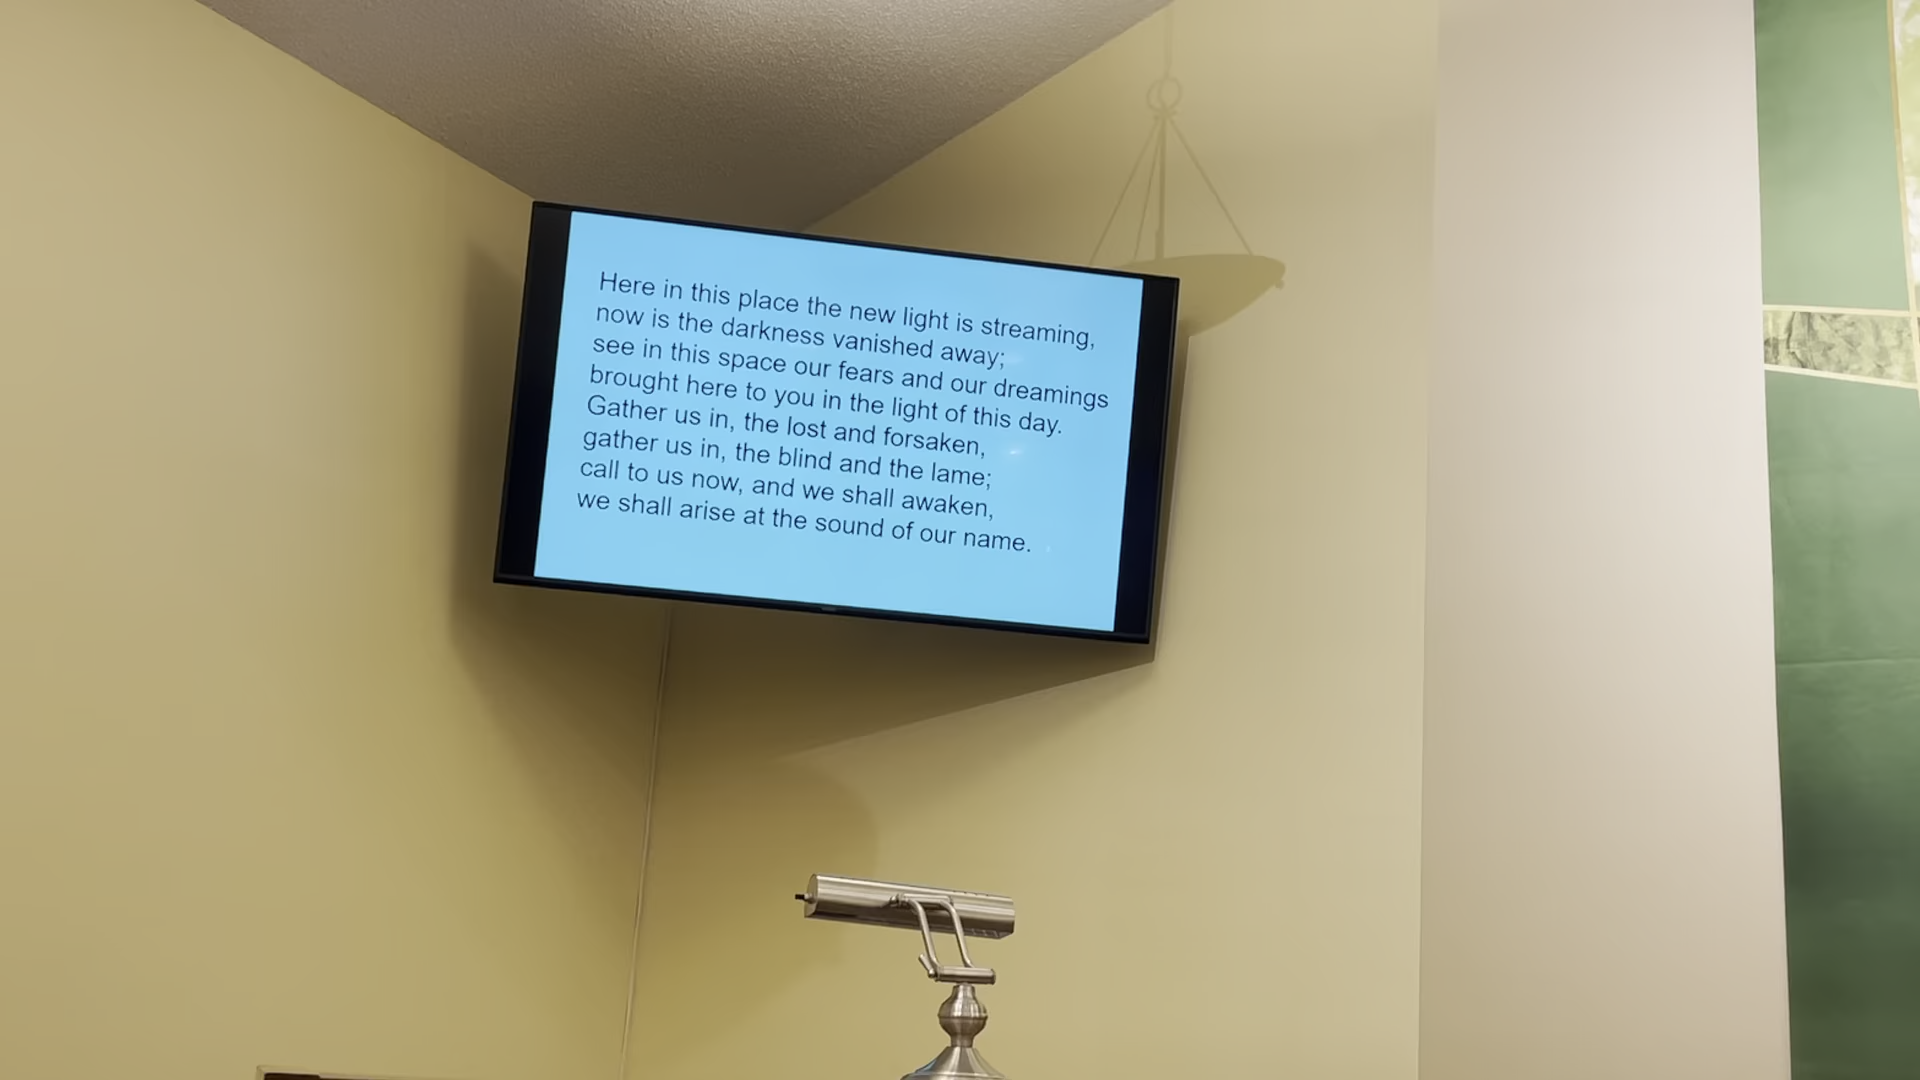 Here in this place the new light is streaming,
now is the darkness vanished away;
see in this space our fears and our dreamings
brought here to you in the light of this day.
Gather us in, the lost and forsaken,
gather us in, the blind and the lame;
call to us now, and we shall awaken,
we shall arise at the sound of our name.